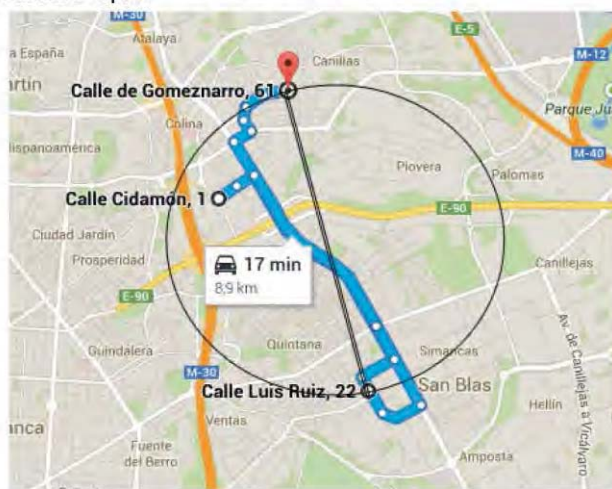 M-30
Atalaya
E-5
M-12
a España
Canillas
artín
Calle de Gomeznarro, 61
Colina
Parque Ju
Hispanoamérica
M-40
Piovera
Palomas
Calle Cidamón, 1
E-90
Ciudad Jardín
Prosperidad
17 min
8,9 km
Canillejas
E-90
Guindalera
Quintana
Simancas
M-30
Calle Luis Ruiz, 22
San Blas
Av. de Canillejas a Vicálvaro
Hellín
Ventas
anca
Fuente
del Berro
Amposta